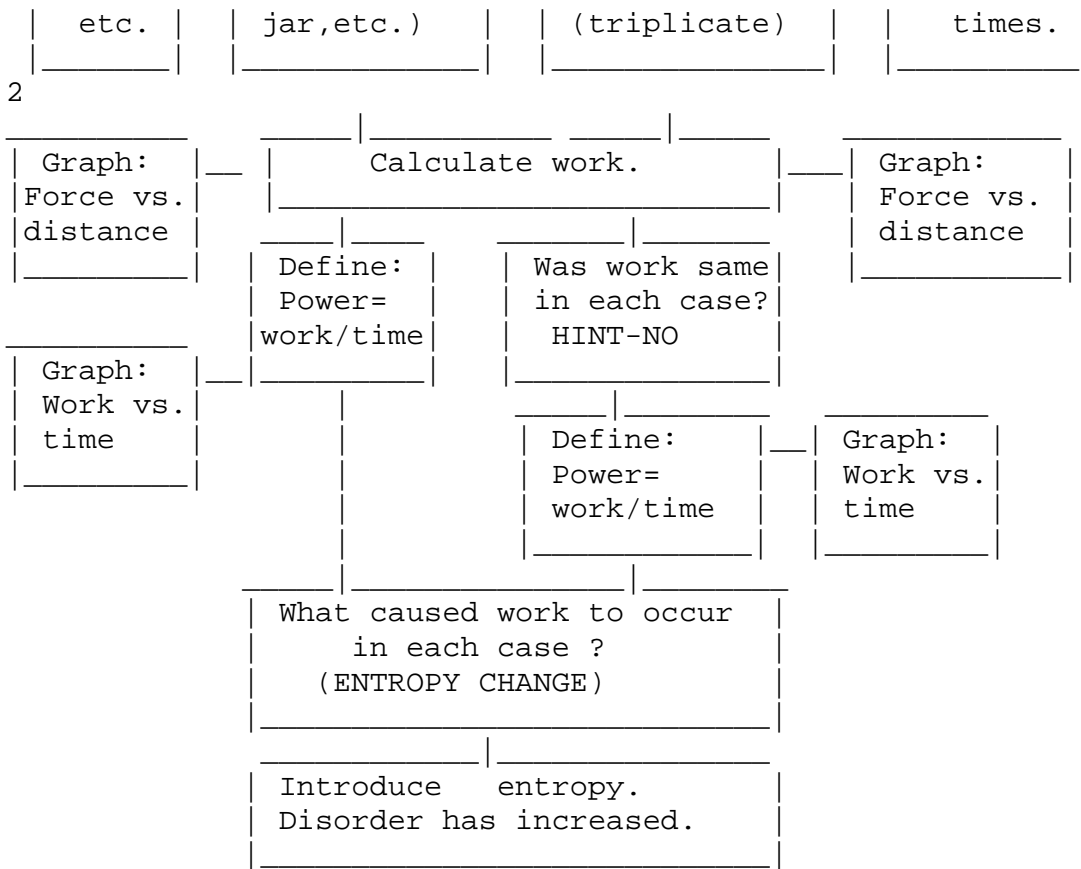 etc. jar,etc.) (triplicate) times.
2
Graph: Calculate work. Graph:
Force vs. Force vs.
distance distance
Define: Was work same
Power= in each case?
work/time HINT-NO
Graph:
Work vs.
time
Define: Graph:
Power= Work vs.
work/time time
What caused work to occur
in each case ?
(ENTROPY CHANGE)
Introduce entropy.
Disorder has increased.